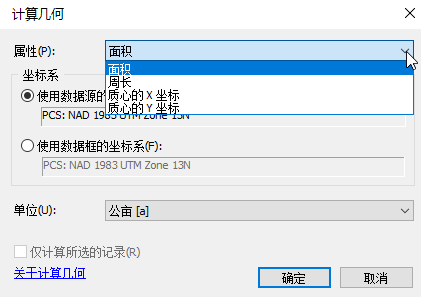 计算几何
属性(P):
面积
面积
周长
质心的 X 坐标
质心的 Y 坐标
坐标系
使用数据源的
PCS: NAD 1983 UTM Zone 13N
使用数据框的坐标系(F):
PCS: NAD 1983 UTM Zone 13N
单位(U):
公亩 [a]
仅计算所选的记录(R)
关于计算几何
确定
取消